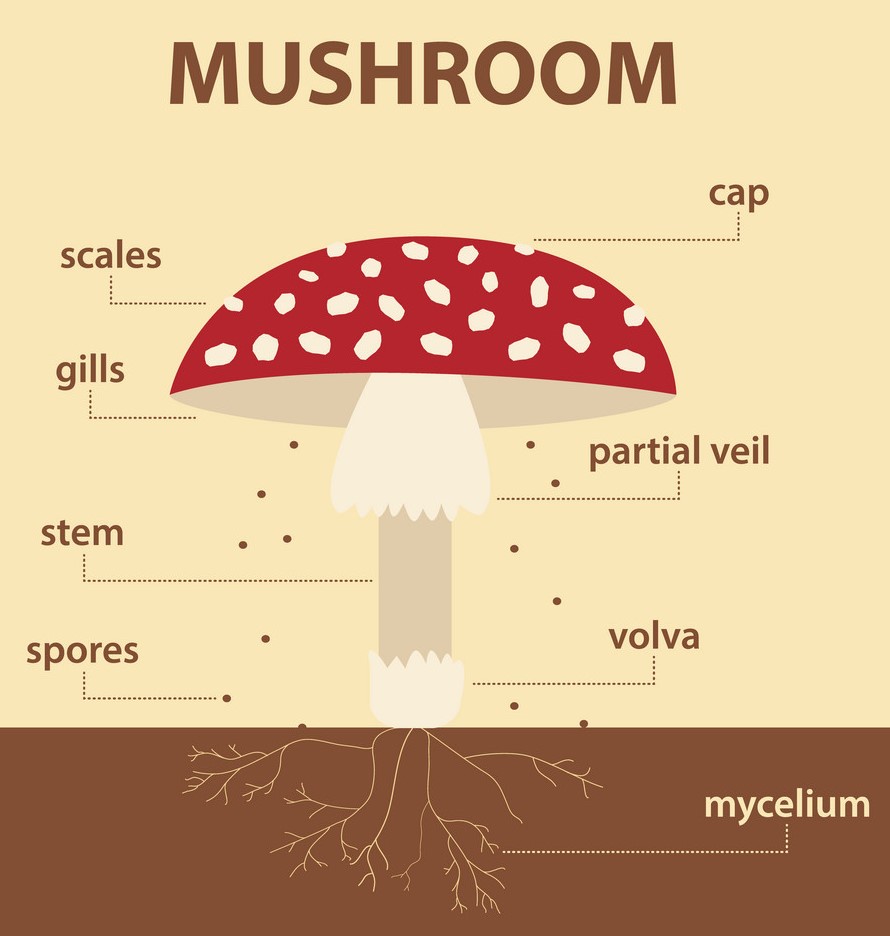 MUSHROOM
cap
scales
gills
partial veil
stem
volva
spores
mycelium